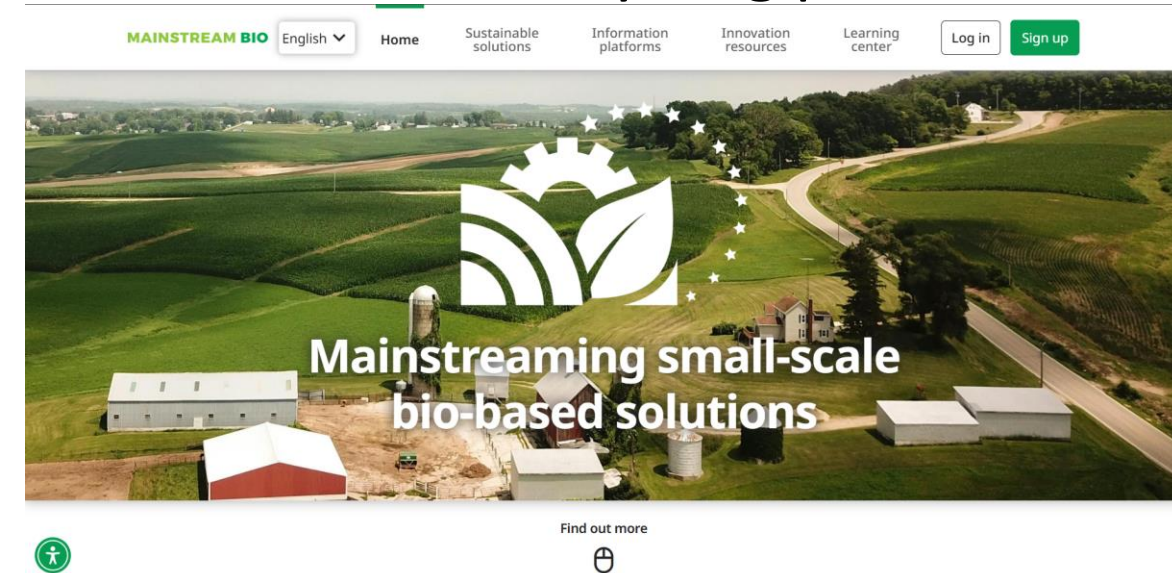 MAINSTREAM BIO
English
Home
Sustainable
solutions
Information
platforms
Innovation
resources
Learning
center
Log in
Sign up
Mainstreaming small-scale
bio-based solutions
Find out more